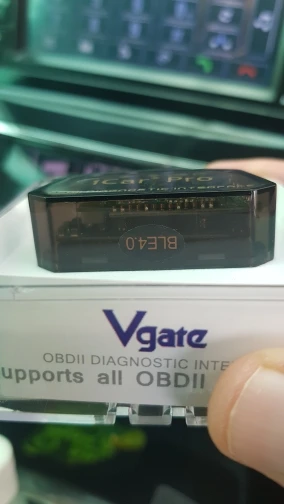 iCar Pro
BLE4.0
Vgate
OBDII DIAGNOSTIC INTE
upports all OBDII